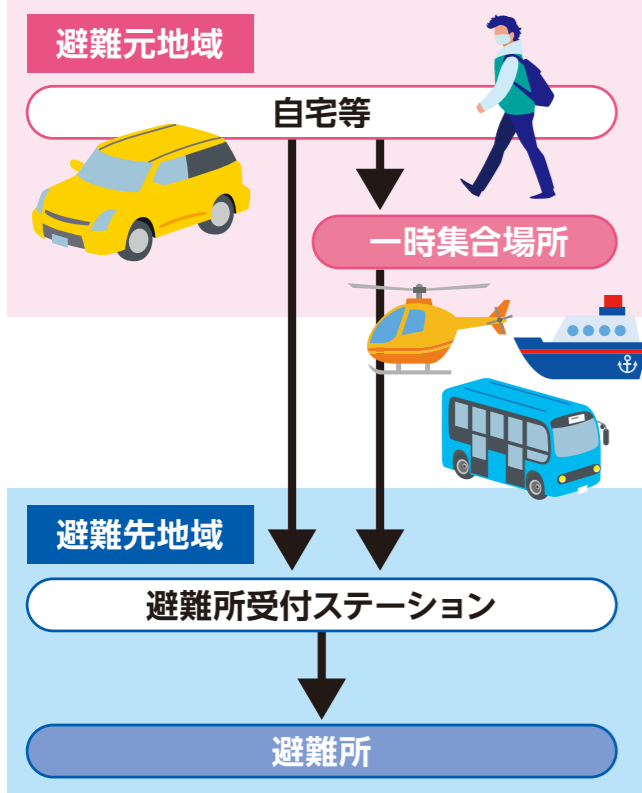 避難元地域
自宅等
一時集合場所
避難先地域
避難所受付ステーション
避難所